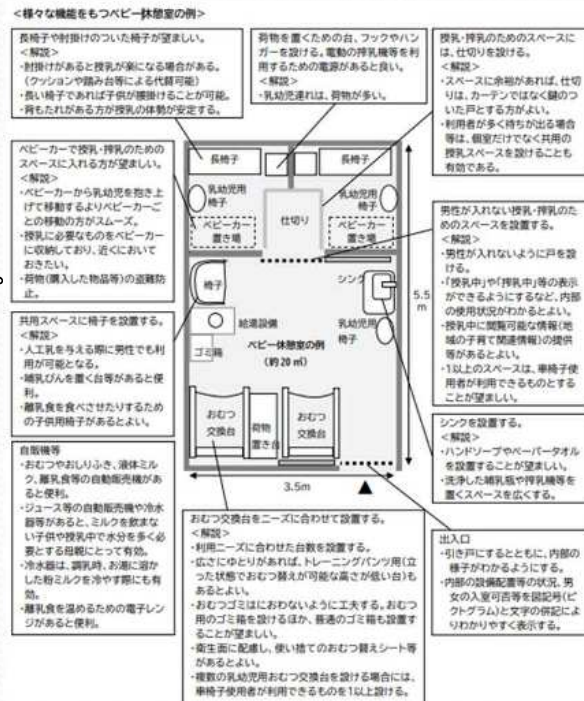 <様々な機能をもつベビー休憩室の例>
長椅子や肘掛けのついた椅子が望ましい。
<解説>
・肘掛けがあると授乳が楽になる場合がある。
(クッションや踏み台等による代替可能)
・長い椅子であれば子供が腰掛けることが可能。
・背もたれがある方が授乳の体勢が安定する。
荷物を置くための台、フックやハン
ガーを設ける。電動の搾乳機等を利
用するための電源があると良い。
<解説>
・乳幼児連れは、荷物が多い。
授乳・搾乳のためのスペースに
は、仕切りを設ける。
<解説>
・スペースに余裕があれば、仕切
りは、カーテンではなく鍵のつ
いた戸とする方がよい。
・利用者が多く待ちが出る場合
等は、個室だけでなく共用の
授乳スペースを設けることも
有効である。
ベビーカーで授乳・搾乳のための
スペースに入れる方が望ましい。
<解説>
・ベビーカーから乳幼児を抱き上
げて移動するよりベビーカーご
との移動の方がスムーズ。
・授乳に必要なものをベビーカー
に収納しており、近くにおいて
おきたい。
・荷物(購入した物品等)の盗難防
止。
共用スペースに椅子を設置する。
<解説>
・人工乳を与える際に男性でも利
用が可能となる。
・哺乳びんを置く台等があると便
利。
・離乳食を食べさせたりするため
の子供用椅子があるとよい。
自販機等
・おむつやおしりふき、液体ミル
ク、離乳食等の自動販売機があ
ると便利。
・ジュース等の自動販売機や冷水
器等があると、ミルクを飲まな
い子供や授乳中で水分を多く必
要とする母親にとって有効。
・冷水器は、調乳時、お湯に溶か
した粉ミルクを冷やす際にも有
効。
・離乳食を温めるための電子レン
ジがあると便利。
長椅子
長椅子
乳幼児用
椅子
乳幼児用
椅子
仕切り
ベビーカー
置き場
ベビーカー
置き場
椅子
シンク
給湯設備
乳幼児用
椅子
ゴミ箱
ベビー休憩室の例
(約20㎡)
おむつ
交換台
荷物
置き台
おむつ
交換台
5.5
m
3.5m
男性が入れない授乳・搾乳のた
めのスペースを設置する。
<解説>
・男性が入れないように戸を設
ける。
・「授乳中」や「搾乳中」等の表示
ができるようにするなど、内部
の使用状況がわかるとよい。
・授乳中に閲覧可能な情報(地
域の子育て関連情報)の提供
等があるとよい。
・1以上のスペースは、車椅子使
用者が利用できるものとする
ことが望ましい。
シンクを設置する。
<解説>
・ハンドソープやペーパータオル
を設置することが望ましい。
・洗浄した哺乳瓶や搾乳機等を
置くスペースを広くする。
おむつ交換台をニーズに合わせて設置する。
<解説>
・利用ニーズに合わせた台数を設置する。
・広さにゆとりがあれば、トレーニングパンツ用(立
った状態でおむつ替えが可能な高さが低い台)も
あるとよい。
・おむつゴミはにおわないように工夫する。おむつ
用のゴミ箱を設けるほか、普通のゴミ箱も設置す
ることが望ましい。
・衛生面に配慮し、使い捨てのおむつ替えシート等
があるとよい。
・複数の乳幼児用おむつ交換台を設ける場合には、
車椅子使用者が利用できるものを1以上設ける。
出入口
・引き戸にするとともに、内部の
様子がわかるようにする。
・内部の設備配置等の状況、男
女の入室可否等を図記号(ピ
クトグラム)と文字の併記によ
りわかりやすく表示する。